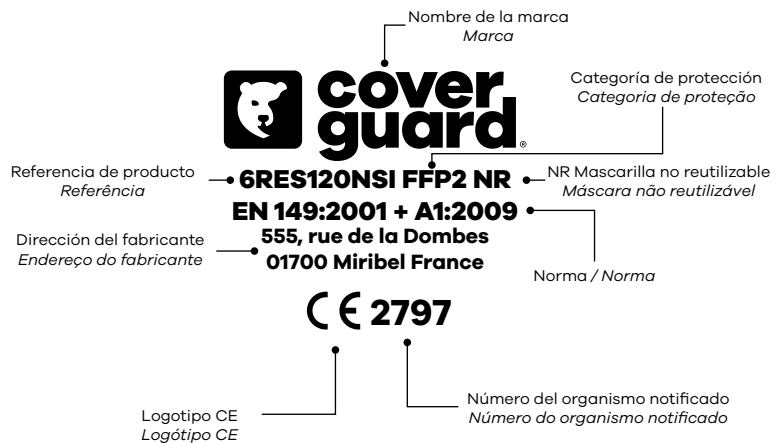 Nombre de la marca
Marca
cover
guard®
Categoría de protección
Categoria de proteção
Referencia de producto
Referência
6RES120NSI FFP2 NR
NR Mascarilla no reutilizable
Máscara não reutilizável
EN 149:2001 + A1:2009
Dirección del fabricante
Endereço do fabricante
555, rue de la Dombes
01700 Miribel France
Norma / Norma
CE 2797
Logotipo CE
Logótipo CE
Número del organismo notificado
Número do organismo notificado